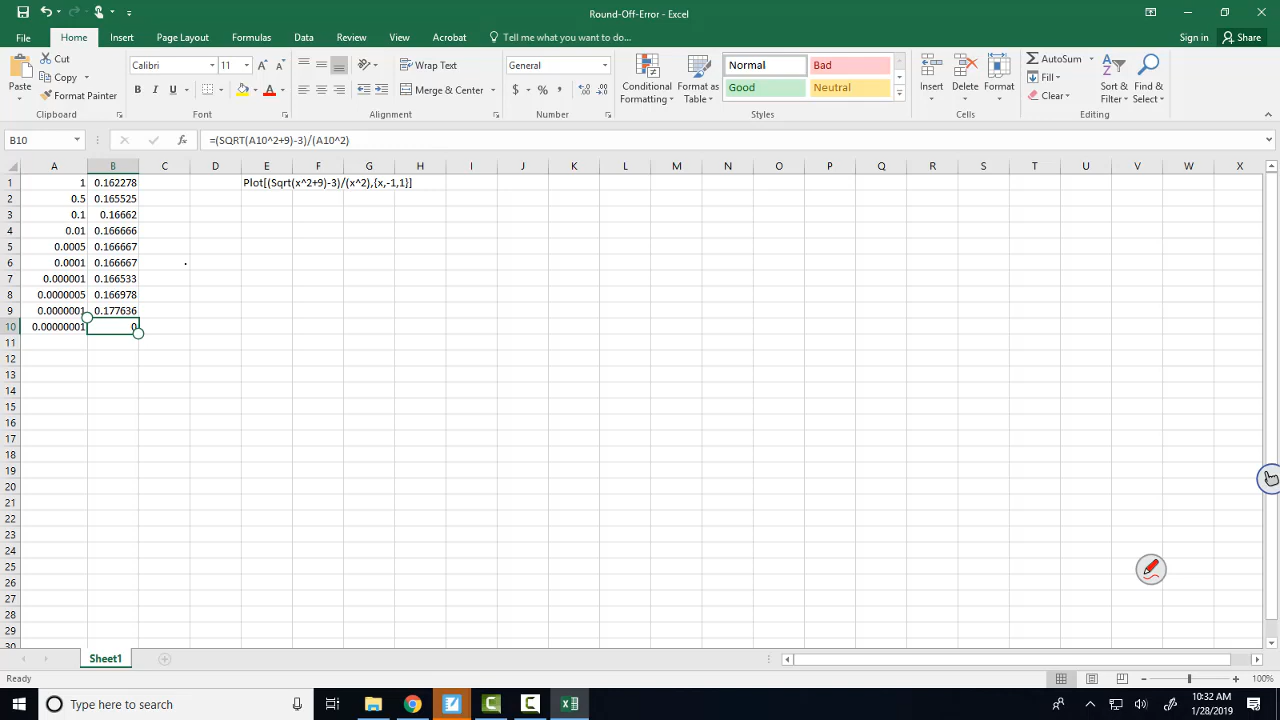 Round-Off-Error - Excel
File Home Insert Page Layout Formulas Data Review View Acrobat Tell me what you want to do... Sign in Share
Paste Cut Copy Format Painter Clipboard
Calibri 11 B I U A Font
Wrap Text Merge & Center Alignment
General $ % , Number
Conditional Formatting Format as Table Normal Bad Good Neutral Styles
Insert Delete Format Cells
AutoSum Fill Clear Sort & Filter Find & Select Editing
B10 fx =(SQRT(A10^2+9)-3)/(A10^2)
A B C D E F G H I J K L M N O P Q R S T U V W X
1 1 0.162278 Plot[(Sqrt(x^2+9)-3)/(x^2),{x,-1,1}]
2 0.5 0.165525
3 0.1 0.16662
4 0.01 0.166666
5 0.0005 0.166667
6 0.0001 0.166667 .
7 0.000001 0.166533
8 0.0000005 0.166978
9 0.0000001 0.177636
10 0.00000001 0
11
12
13
14
15
16
17
18
19
20
21
22
23
24
25
26
27
28
29
30
Sheet1
Ready 100%
Type here to search
10:32 AM
1/28/2019